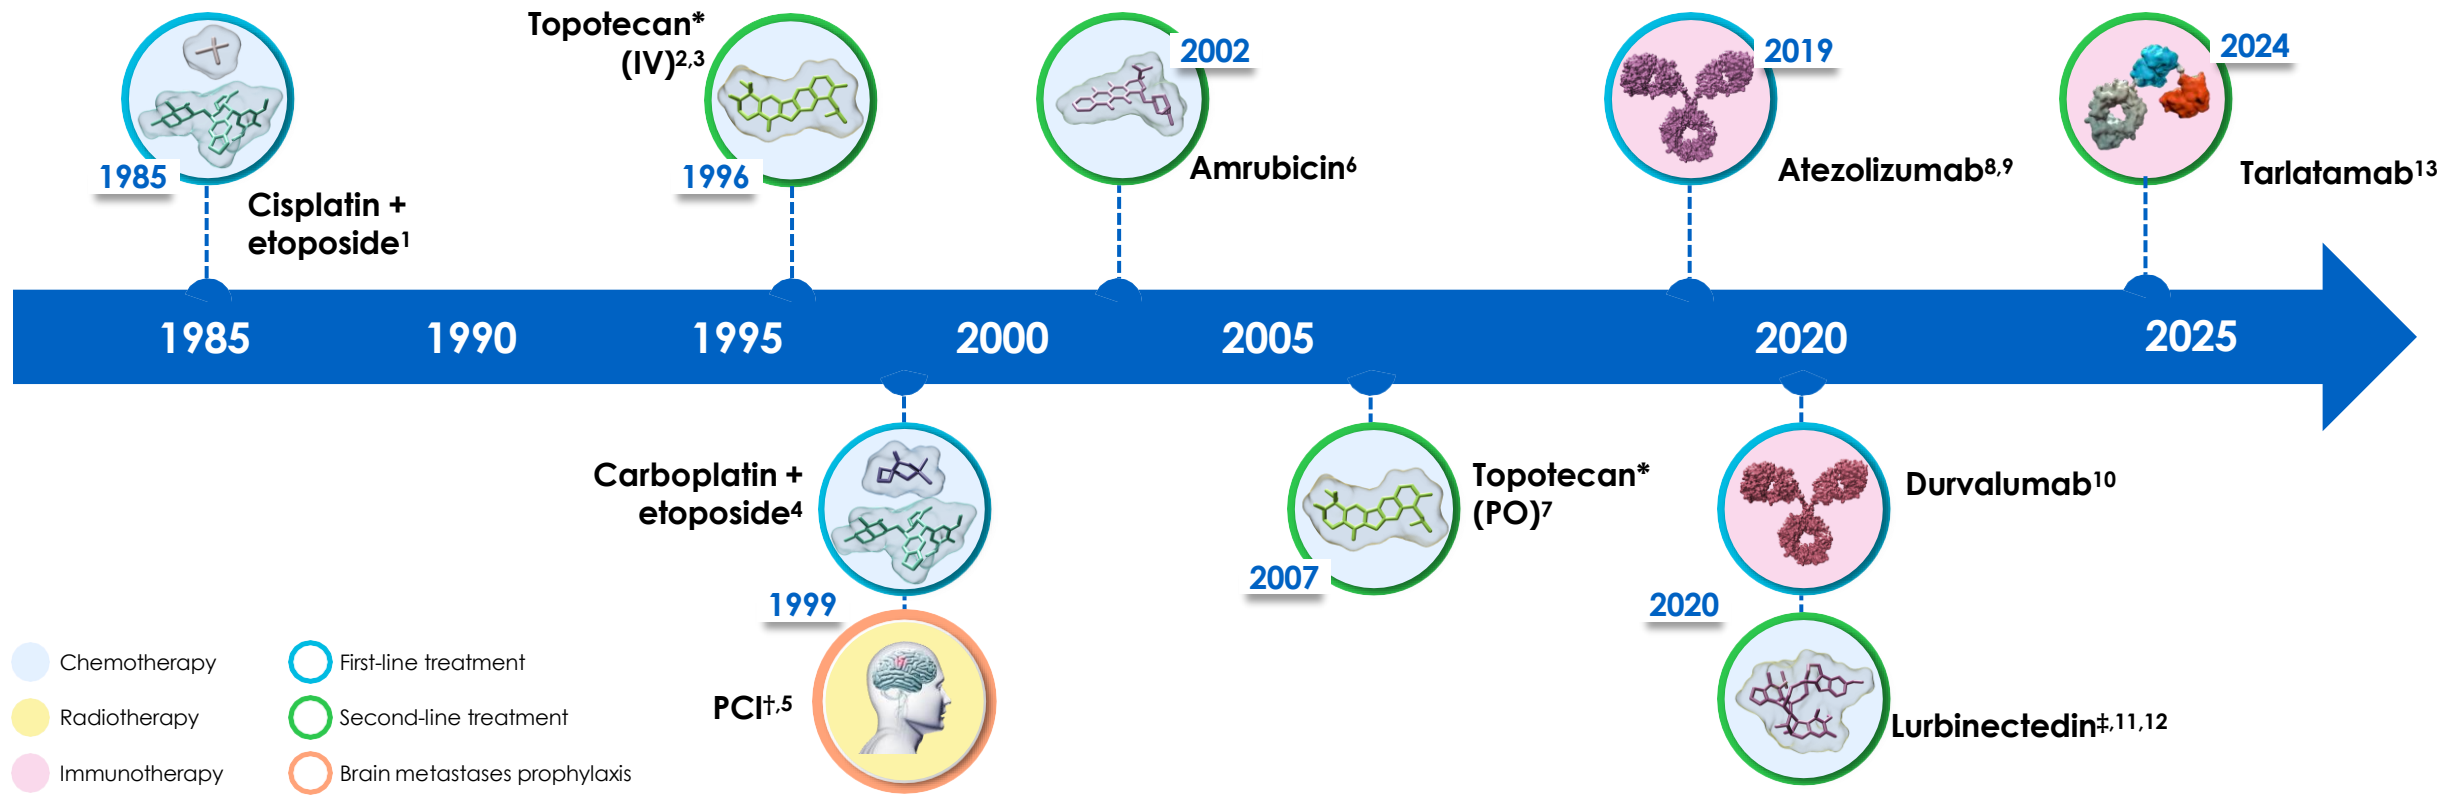 Topotecan*
(IV)2,3
2002
2019
2024
1985
1996
Amrubicin6
Atezolizumab8,9
Tarlatamab13
Cisplatin +
etoposide1
1985 1990 1995 2000 2005 2020 2025
Carboplatin +
etoposide4
Topotecan*
(PO)7
Durvalumab10
2007
1999
2020
PCI†,5
Lurbinectedin‡,11,12
Chemotherapy
First-line treatment
Radiotherapy
Second-line treatment
Immunotherapy
Brain metastases prophylaxis